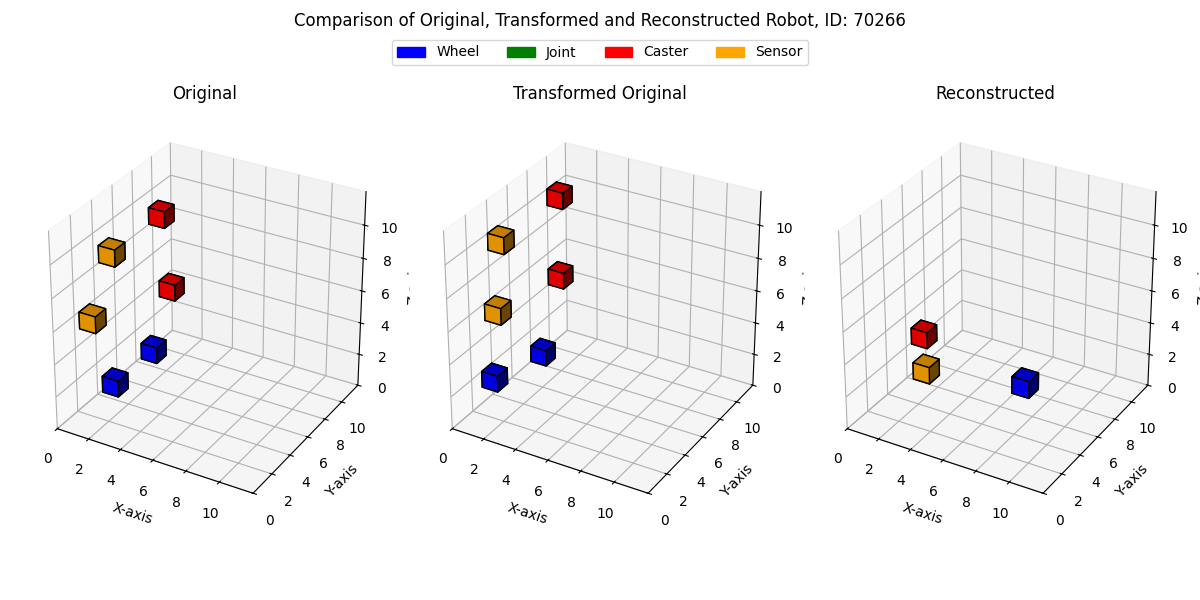 Comparison of Original, Transformed and Reconstructed Robot, ID: 70266
Wheel Joint Caster Sensor
Original Transformed Original Reconstructed
0 2 4 6 8 10
X-axis
0 2 4 6 8 10
Y-axis
0 2 4 6 8 10
0 2 4 6 8 10
X-axis
0 2 4 6 8 10
Y-axis
0 2 4 6 8 10
0 2 4 6 8 10
X-axis
0 2 4 6 8 10
Y-axis
0 2 4 6 8 10